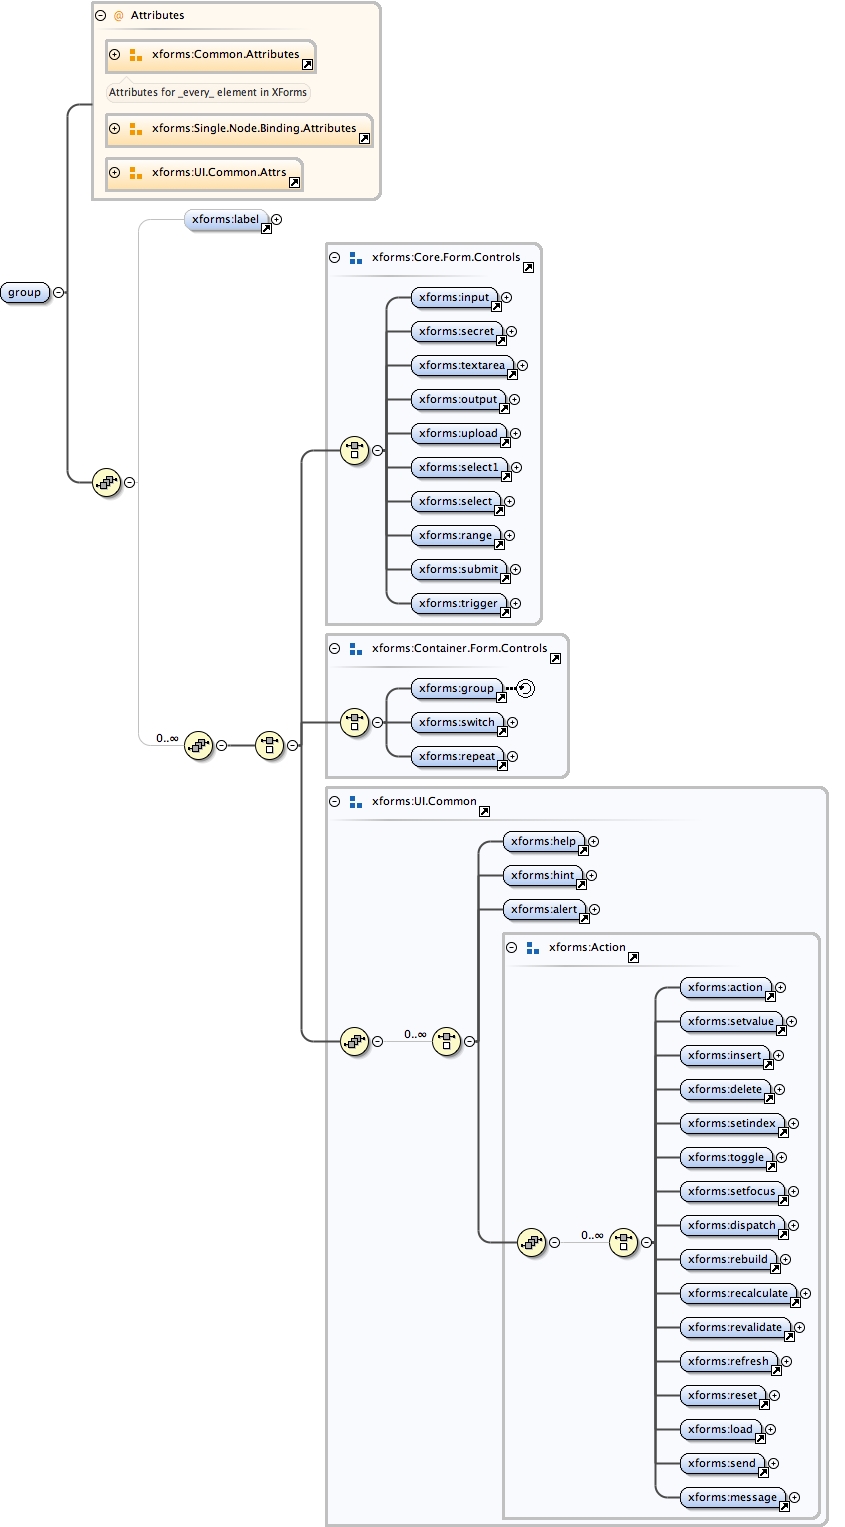 @ Attributes
xforms:Common.Attributes
Attributes for _every_ element in XForms
xforms:Single.Node.Binding.Attributes
xforms:UI.Common.Attrs
xforms:label
group
xforms:Core.Form.Controls
xforms:input
xforms:secret
xforms:textarea
xforms:output
xforms:upload
xforms:select1
xforms:select
xforms:range
xforms:submit
xforms:trigger
xforms:Container.Form.Controls
xforms:group
xforms:switch
0..∞
xforms:repeat
xforms:UI.Common
xforms:help
xforms:hint
xforms:alert
xforms:Action
xforms:action
xforms:setvalue
0..∞
xforms:insert
xforms:delete
xforms:setindex
xforms:toggle
xforms:setfocus
xforms:dispatch
0..∞
xforms:rebuild
xforms:recalculate
xforms:revalidate
xforms:refresh
xforms:reset
xforms:load
xforms:send
xforms:message